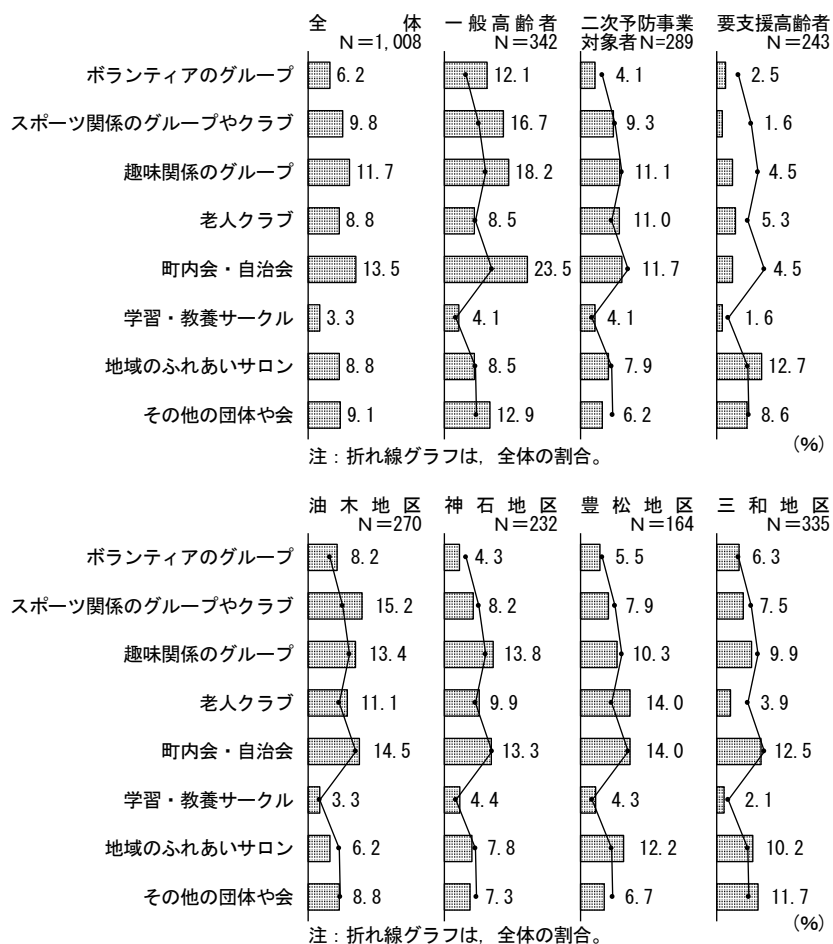 全体 一般高齢者 二次予防事業 要支援高齢者
N=1,008 N=342 対象者N=289 N=243
ボランティアのグループ 6.2 12.1 4.1 2.5
スポーツ関係のグループやクラブ 9.8 16.7 9.3 1.6
趣味関係のグループ 11.7 18.2 11.1 4.5
老人クラブ 8.8 8.5 11.0 5.3
町内会・自治会 13.5 23.5 11.7 4.5
学習・教養サークル 3.3 4.1 4.1 1.6
地域のふれあいサロン 8.8 8.5 7.9 12.7
その他の団体や会 9.1 12.9 6.2 8.6
(%)
注:折れ線グラフは,全体の割合。
油木地区 神石地区 豊松地区 三和地区
N=270 N=232 N=164 N=335
ボランティアのグループ 8.2 4.3 5.5 6.3
スポーツ関係のグループやクラブ 15.2 8.2 7.9 7.5
趣味関係のグループ 13.4 13.8 10.3 9.9
老人クラブ 11.1 9.9 14.0 3.9
町内会・自治会 14.5 13.3 14.0 12.5
学習・教養サークル 3.3 4.4 4.3 2.1
地域のふれあいサロン 6.2 7.8 12.2 10.2
その他の団体や会 8.8 7.3 6.7 11.7
(%)
注:折れ線グラフは,全体の割合。